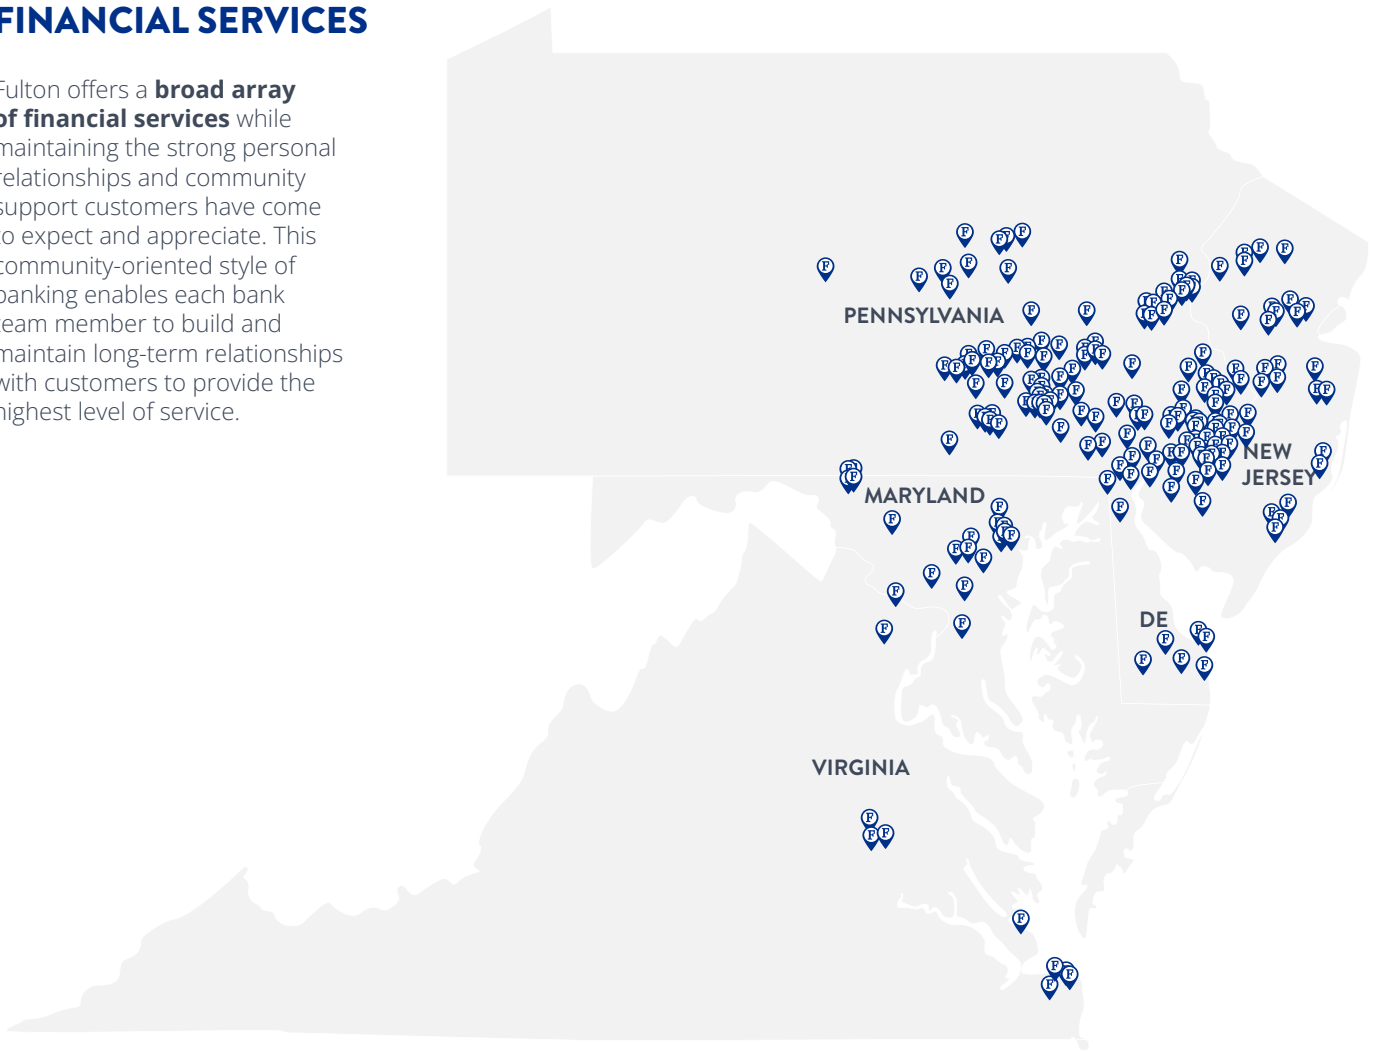 FINANCIAL SERVICES
Fulton offers a broad array
of financial services while
maintaining the strong personal
relationships and community
support customers have come
to expect and appreciate. This
community-oriented style of
banking enables each bank
team member to build and
maintain long-term relationships
with customers to provide the
highest level of service.
PENNSYLVANIA
NEW
JERSEY
MARYLAND
DE
VIRGINIA